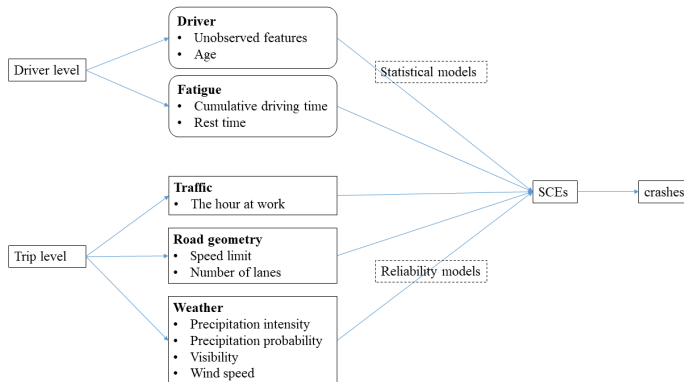 Driver
• Unobserved features
• Age
Driver level
Statistical models
Fatigue
• Cumulative driving time
• Rest time
Traffic
• The hour at work
SCEs
crashes
Road geometry
• Speed limit
• Number of lanes
Trip level
Reliability models
Weather
• Precipitation intensity
• Precipitation probability
• Visibility
• Wind speed